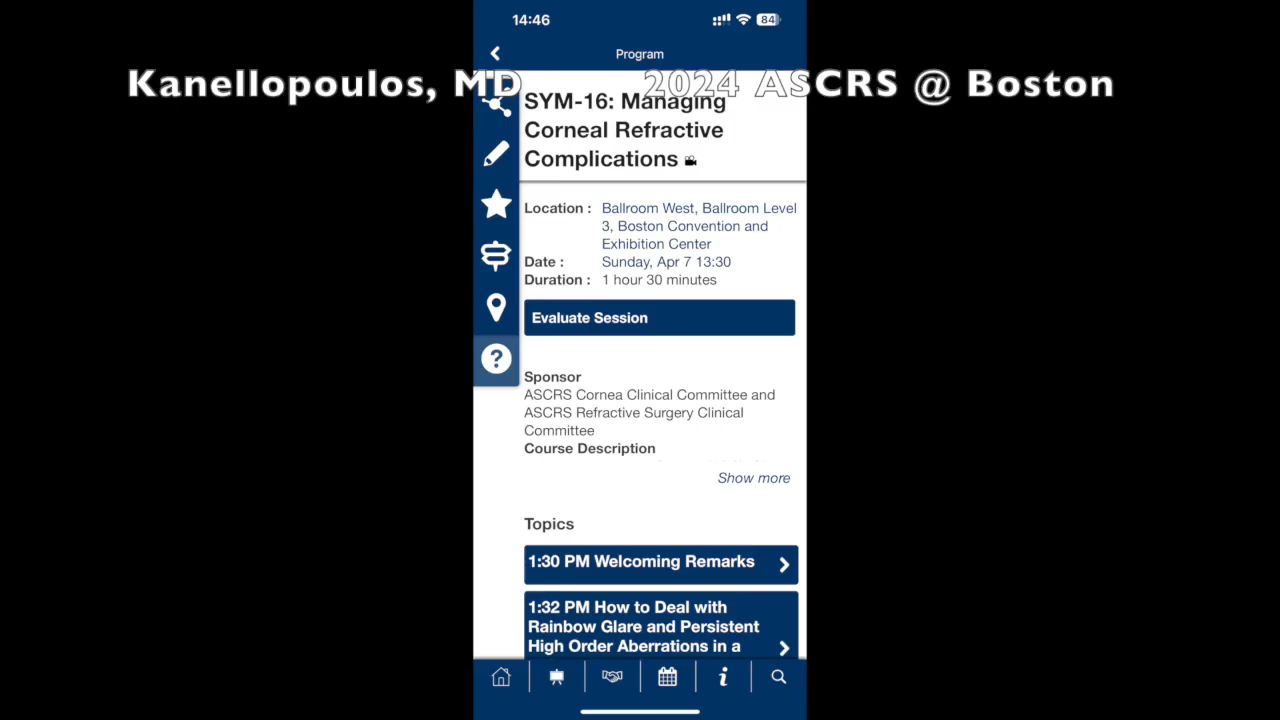 14:46
84
Program
Kanellopoulos, MD 2024 ASCRS @ Boston
SYM-16: Managing
Corneal Refractive
Complications
Location : Ballroom West, Ballroom Level
3, Boston Convention and
Exhibition Center
Date : Sunday, Apr 7 13:30
Duration : 1 hour 30 minutes
Evaluate Session
Sponsor
ASCRS Cornea Clinical Committee and
ASCRS Refractive Surgery Clinical
Committee
Course Description
Show more
Topics
1:30 PM Welcoming Remarks
1:32 PM How to Deal with
Rainbow Glare and Persistent
High Order Aberrations in a